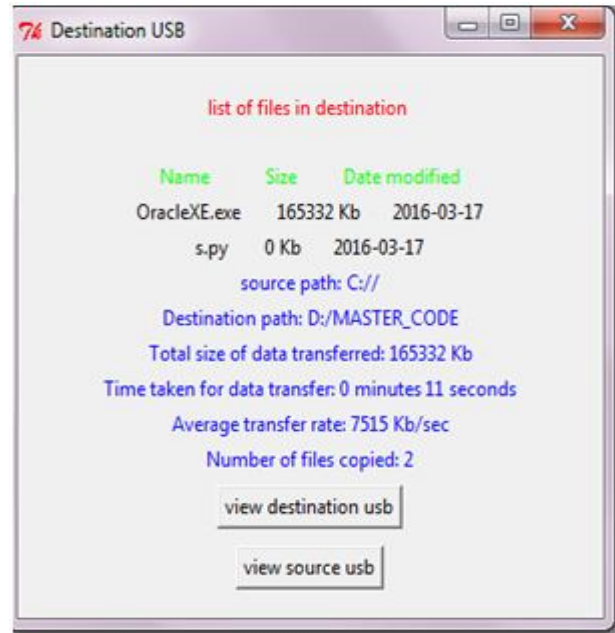 Destination USB
list of files in destination
Name Size Date modified
OracleXE.exe 165332 Kb 2016-03-17
s.py 0 Kb 2016-03-17
source path: C://
Destination path: D:/MASTER_CODE
Total size of data transferred: 165332 Kb
Time taken for data transfer: 0 minutes 11 seconds
Average transfer rate: 7515 Kb/sec
Number of files copied: 2
view destination usb
view source usb